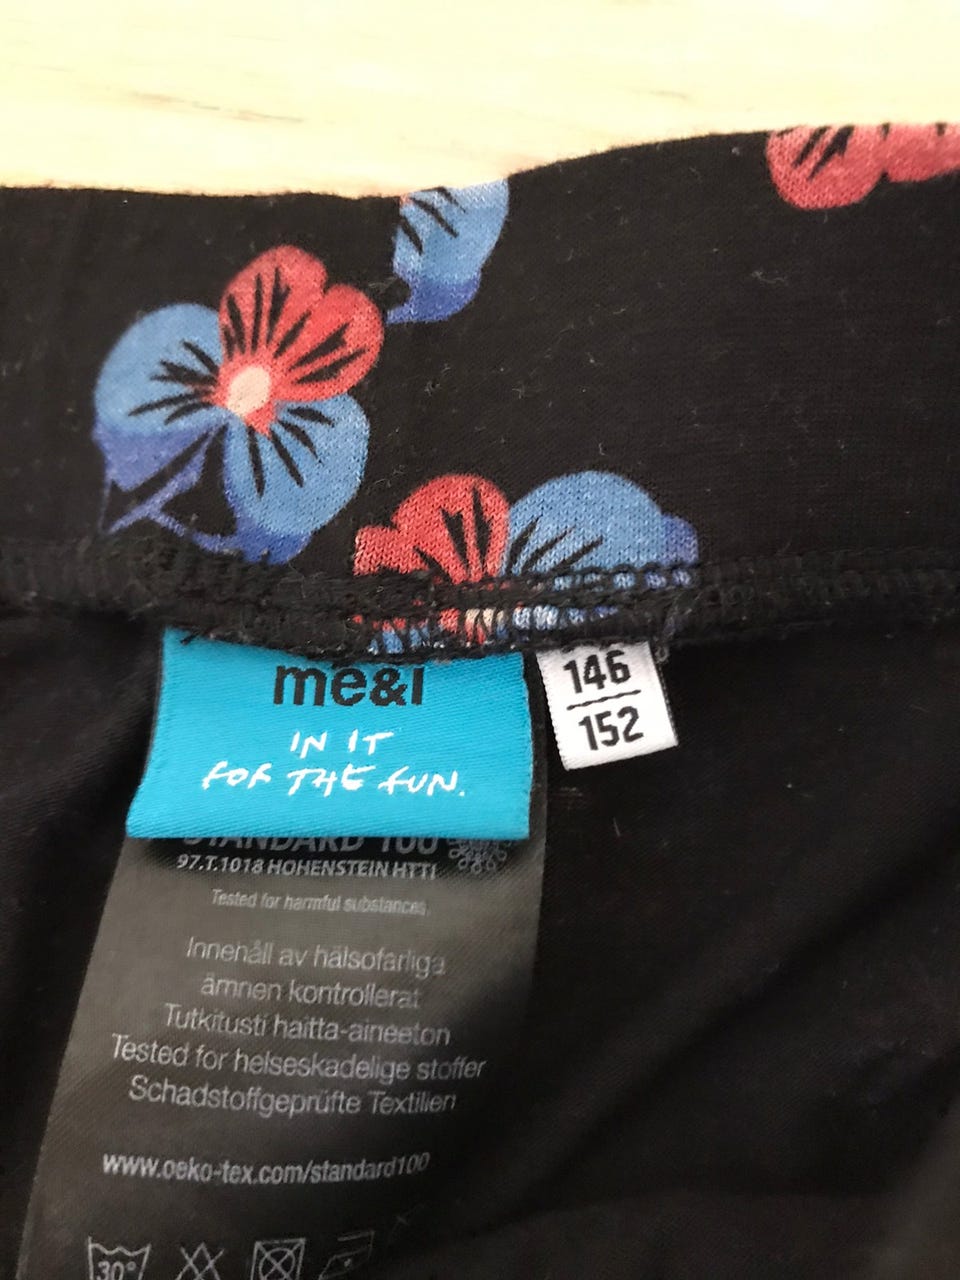 me&i
IN IT
FOR THE FUN.
146
152
STANDARD 100
97.T.1018 HOHENSTEIN HTTI
Tested for harmful substances.
Innehåll av hälsofarliga
ämnen kontrollerat
Tutkitusti haitta-aineeton
Tested for helseskadelige stoffer
Schadstoffgeprüfte Textilien
www.oeko-tex.com/standard100
30°